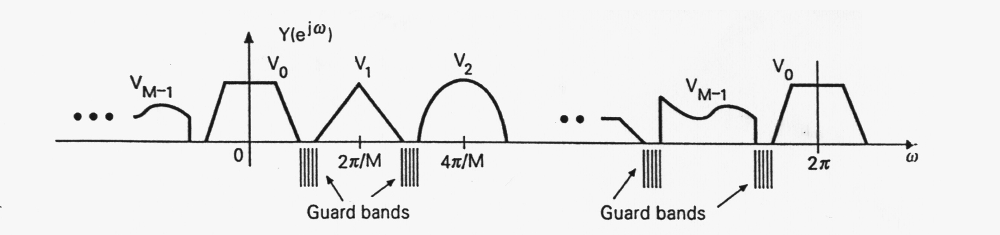 Y(e^jω)
V_M−1
V_0
V_1
V_2
V_M−1
V_0
0
2π/M
4π/M
2π
ω
Guard bands
Guard bands